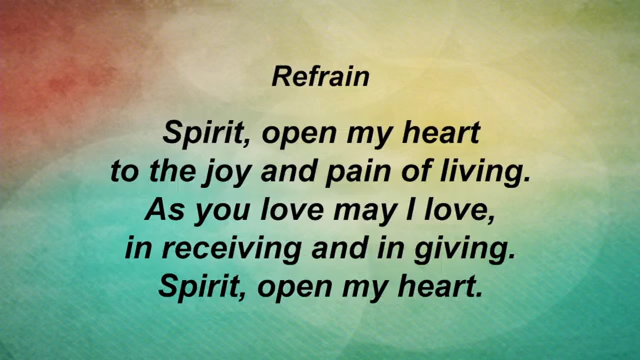 Refrain
Spirit, open my heart
to the joy and pain of living.
As you love may I love,
in receiving and in giving.
Spirit, open my heart.